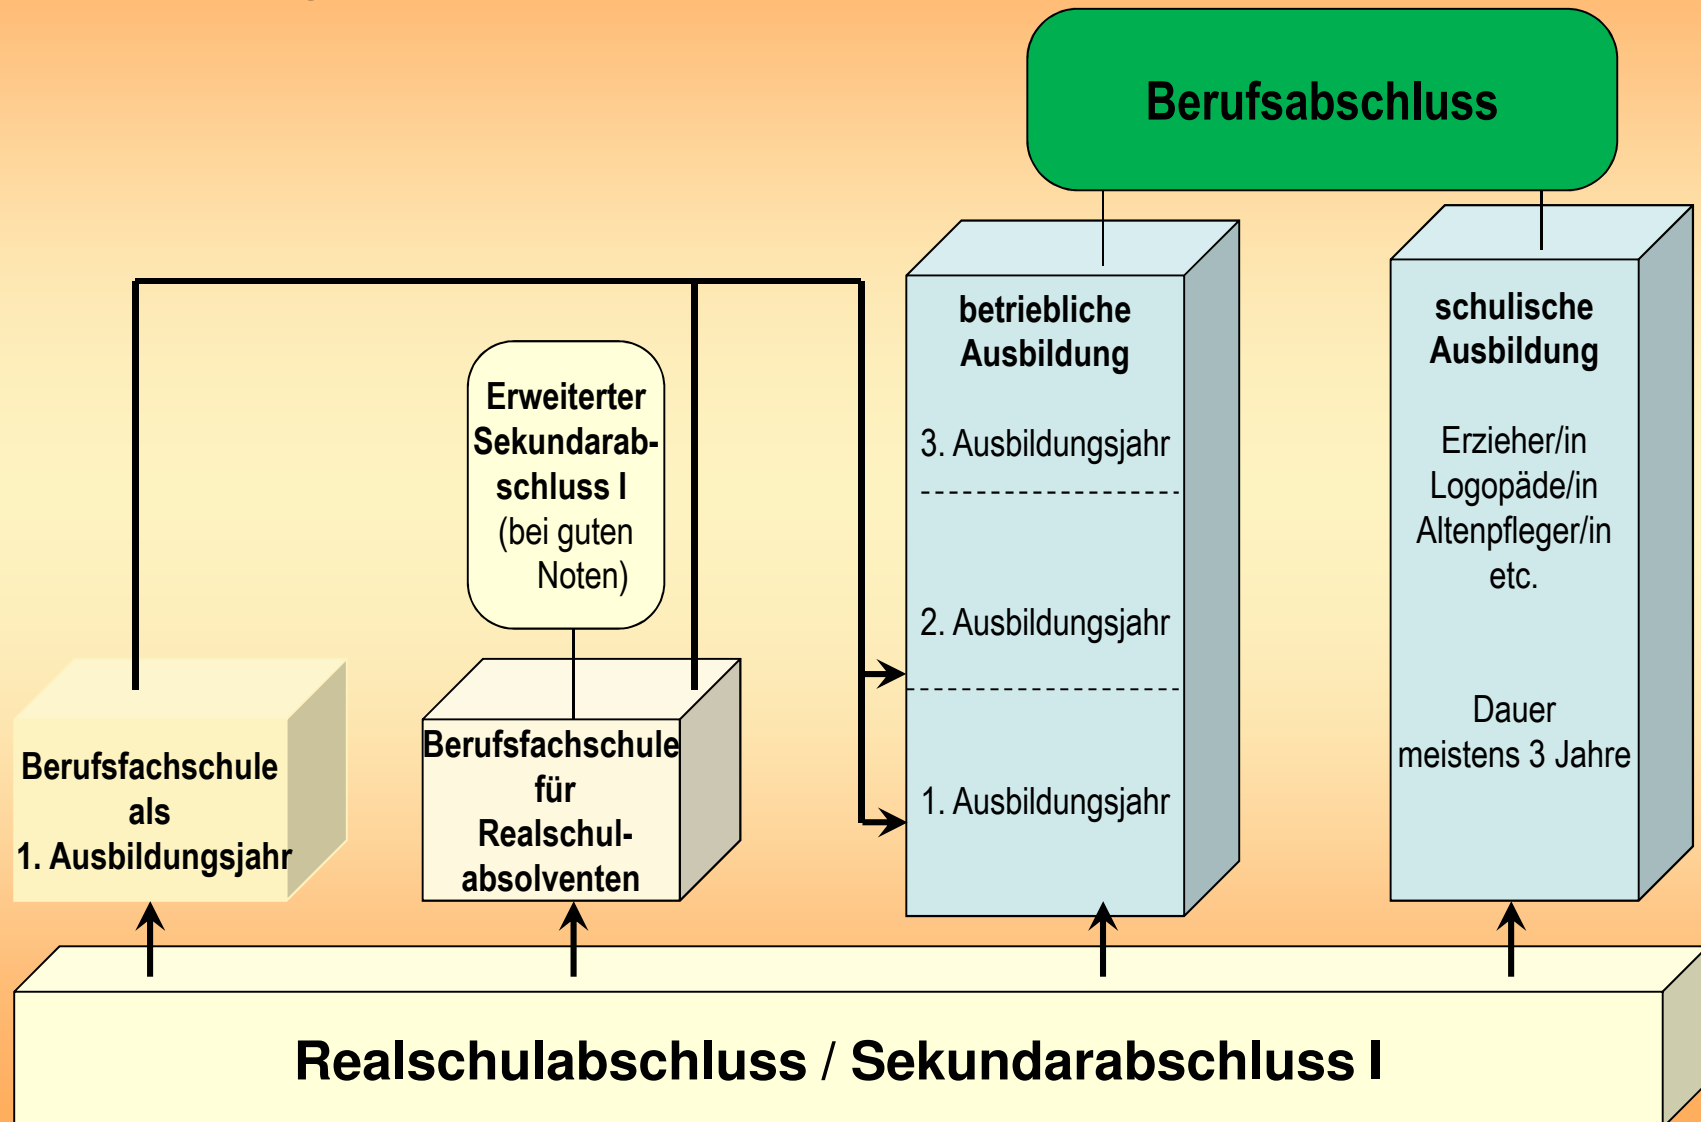 Berufsabschluss
betriebliche
Ausbildung
3. Ausbildungsjahr
2. Ausbildungsjahr
1. Ausbildungsjahr
schulische
Ausbildung
Erzieher/in
Logopäde/in
Altenpfleger/in
etc.
Dauer
meistens 3 Jahre
Erweiterter
Sekundarab-
schluss I
(bei guten
Noten)
Berufsfachschule
als
1. Ausbildungsjahr
Berufsfachschule
für
Realschul-
absolventen
Realschulabschluss / Sekundarabschluss I